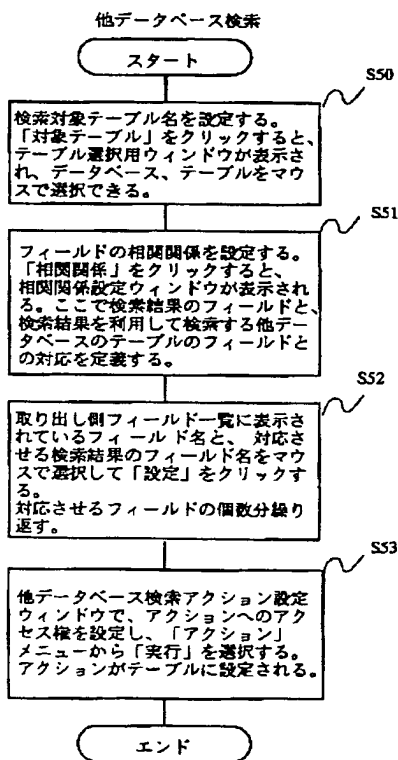 他データベース検索
スタート
S50
検索対象テーブル名を設定する。
「対象テーブル」をクリックすると、
テーブル選択用ウィンドウが表示さ
れ、データベース、テーブルをマウ
スで選択できる。
S51
フィールドの相関関係を設定する。
「相関関係」をクリックすると、
相関関係設定ウィンドウが表示され
る。ここで検索結果のフィールドと、
検索結果を利用して検索する他デー
タベースのテーブルのフィールドと
の対応を定義する。
S52
取り出し側フィールド一覧に表示さ
れているフィールド名と、対応さ
せる検索結果のフィールド名をマウ
スで選択して「設定」をクリックす
る。
対応させるフィールドの個数分繰り
返す。
S53
他データベース検索アクション設定
ウィンドウで、アクションへのアク
セス権を設定し、「アクション」
メニューから「実行」を選択する。
アクションがテーブルに設定される。
エンド